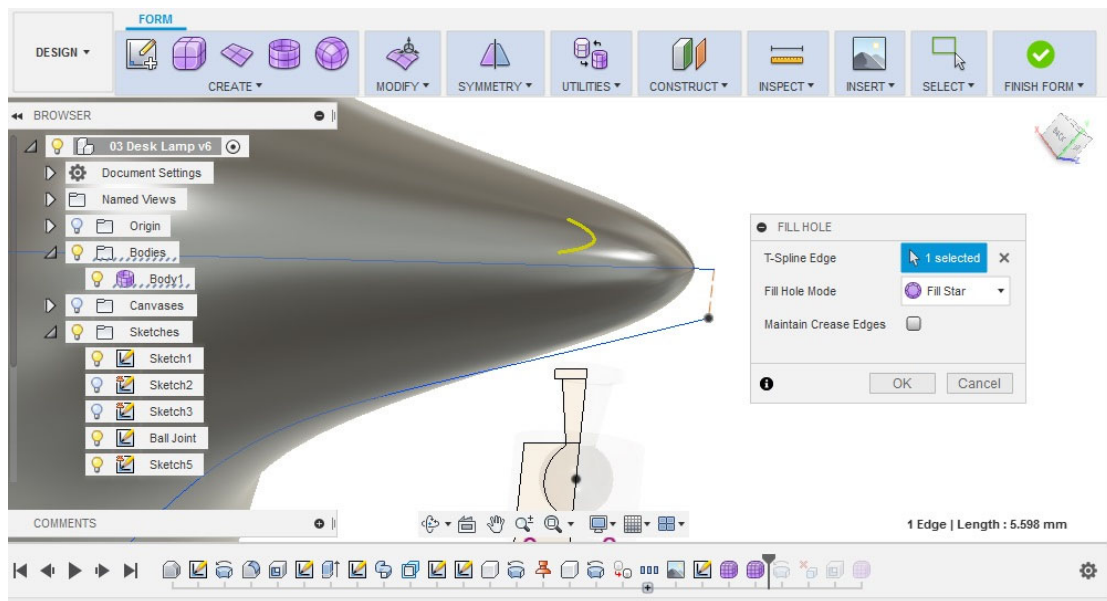 FORM
DESIGN ▾
CREATE ▾
MODIFY ▾
SYMMETRY ▾
UTILITIES ▾
CONSTRUCT ▾
INSPECT ▾
INSERT ▾
SELECT ▾
FINISH FORM ▾
BROWSER
03 Desk Lamp v6
Document Settings
Named Views
Origin
Bodies
Body1
Canvases
Sketches
Sketch1
Sketch2
Sketch3
Ball Joint
Sketch5
BACK
FILL HOLE
T-Spline Edge
1 selected
Fill Hole Mode
Fill Star
Maintain Crease Edges
OK
Cancel
COMMENTS
1 Edge | Length : 5.598 mm